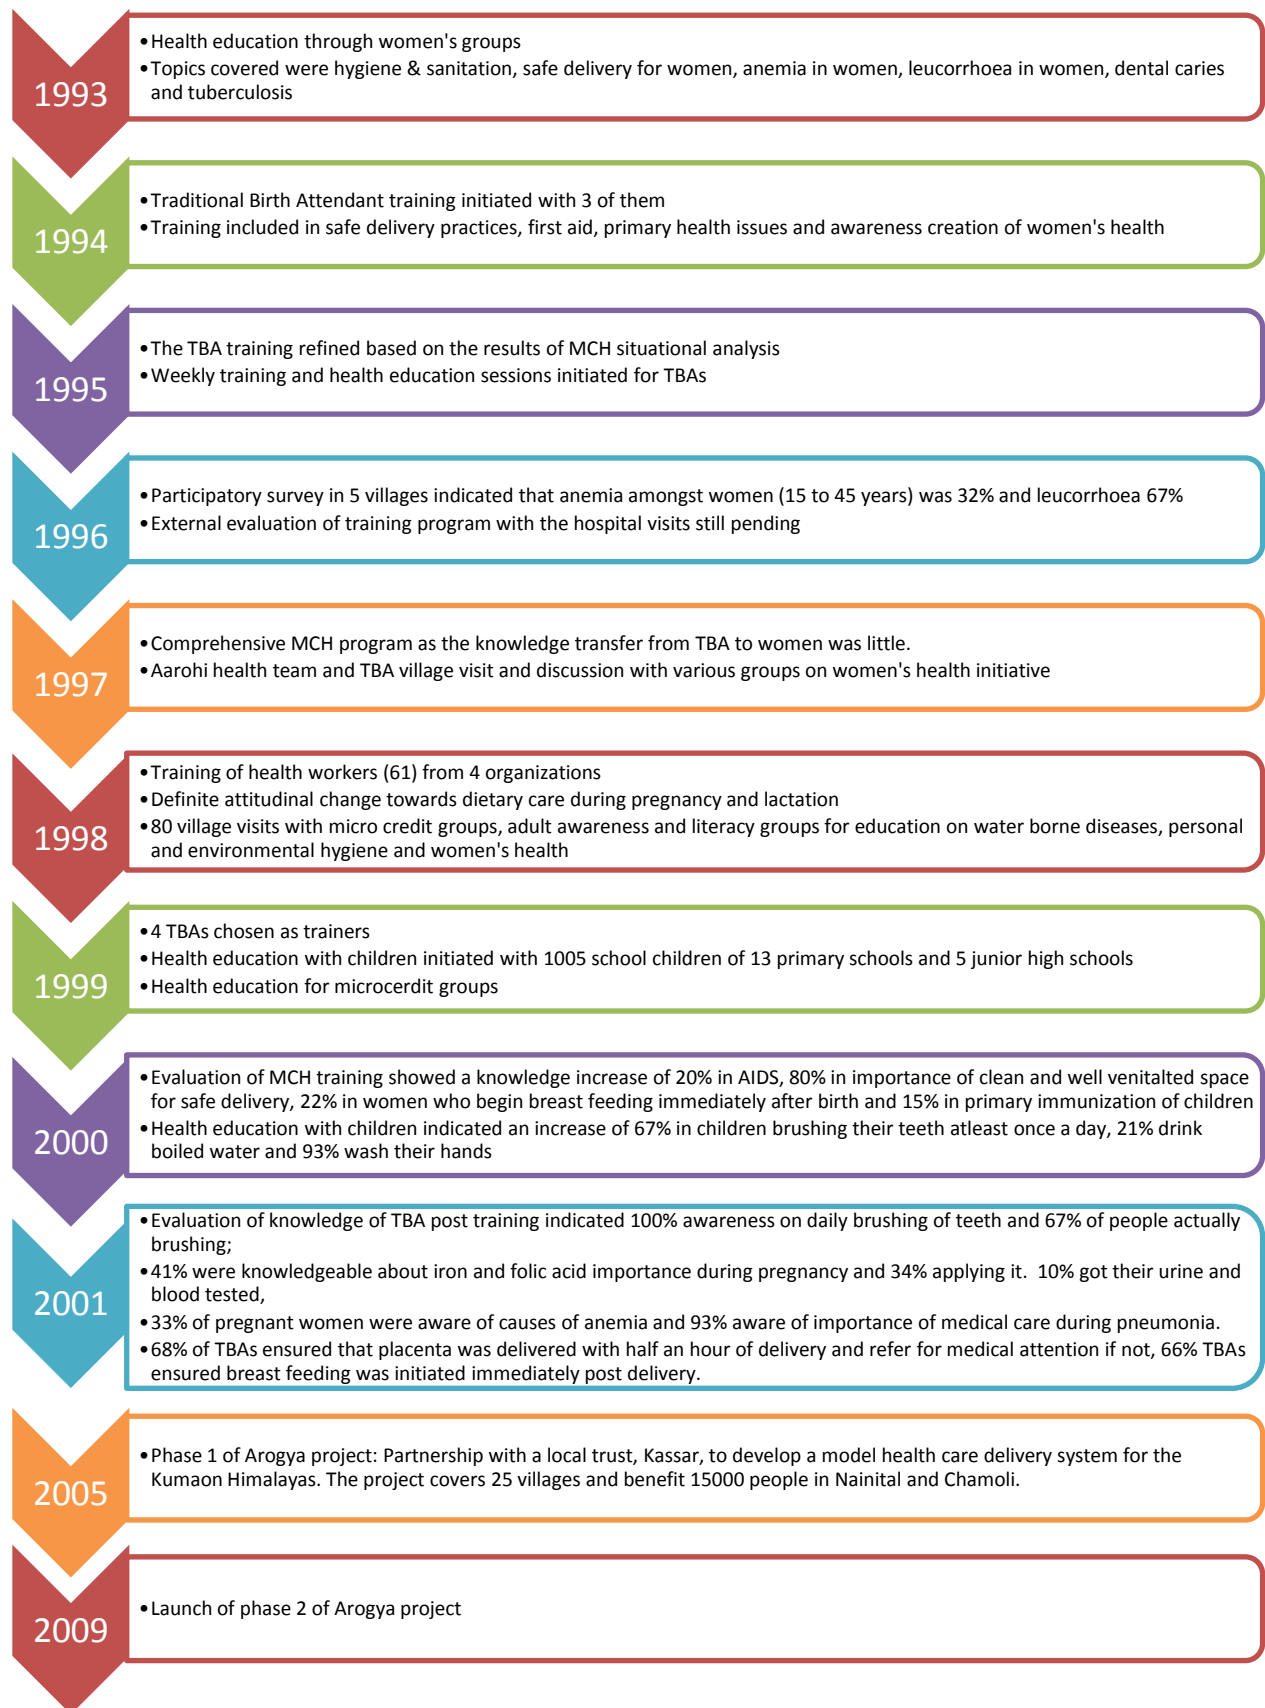 1993
•Health education through women's groups
•Topics covered were hygiene & sanitation, safe delivery for women, anemia in women, leucorrhoea in women, dental caries
and tuberculosis
1994
•Traditional Birth Attendant training initiated with 3 of them
•Training included in safe delivery practices, first aid, primary health issues and awareness creation of women's health
1995
•The TBA training refined based on the results of MCH situational analysis
•Weekly training and health education sessions initiated for TBAs
1996
•Participatory survey in 5 villages indicated that anemia amongst women (15 to 45 years) was 32% and leucorrhoea 67%
•External evaluation of training program with the hospital visits still pending
1997
•Comprehensive MCH program as the knowledge transfer from TBA to women was little.
•Aarohi health team and TBA village visit and discussion with various groups on women's health initiative
1998
•Training of health workers (61) from 4 organizations
•Definite attitudinal change towards dietary care during pregnancy and lactation
•80 village visits with micro credit groups, adult awareness and literacy groups for education on water borne diseases, personal
and environmental hygiene and women's health
1999
•4 TBAs chosen as trainers
•Health education with children initiated with 1005 school children of 13 primary schools and 5 junior high schools
•Health education for microcerdit groups
2000
•Evaluation of MCH training showed a knowledge increase of 20% in AIDS, 80% in importance of clean and well venitalted space
for safe delivery, 22% in women who begin breast feeding immediately after birth and 15% in primary immunization of children
•Health education with children indicated an increase of 67% in children brushing their teeth atleast once a day, 21% drink
boiled water and 93% wash their hands
2001
•Evaluation of knowledge of TBA post training indicated 100% awareness on daily brushing of teeth and 67% of people actually
brushing;
•41% were knowledgeable about iron and folic acid importance during pregnancy and 34% applying it.  10% got their urine and
blood tested,
•33% of pregnant women were aware of causes of anemia and 93% aware of importance of medical care during pneumonia.
•68% of TBAs ensured that placenta was delivered with half an hour of delivery and refer for medical attention if not, 66% TBAs
ensured breast feeding was initiated immediately post delivery.
2005
•Phase 1 of Arogya project: Partnership with a local trust, Kassar, to develop a model health care delivery system for the
Kumaon Himalayas. The project covers 25 villages and benefit 15000 people in Nainital and Chamoli.
2009
•Launch of phase 2 of Arogya project